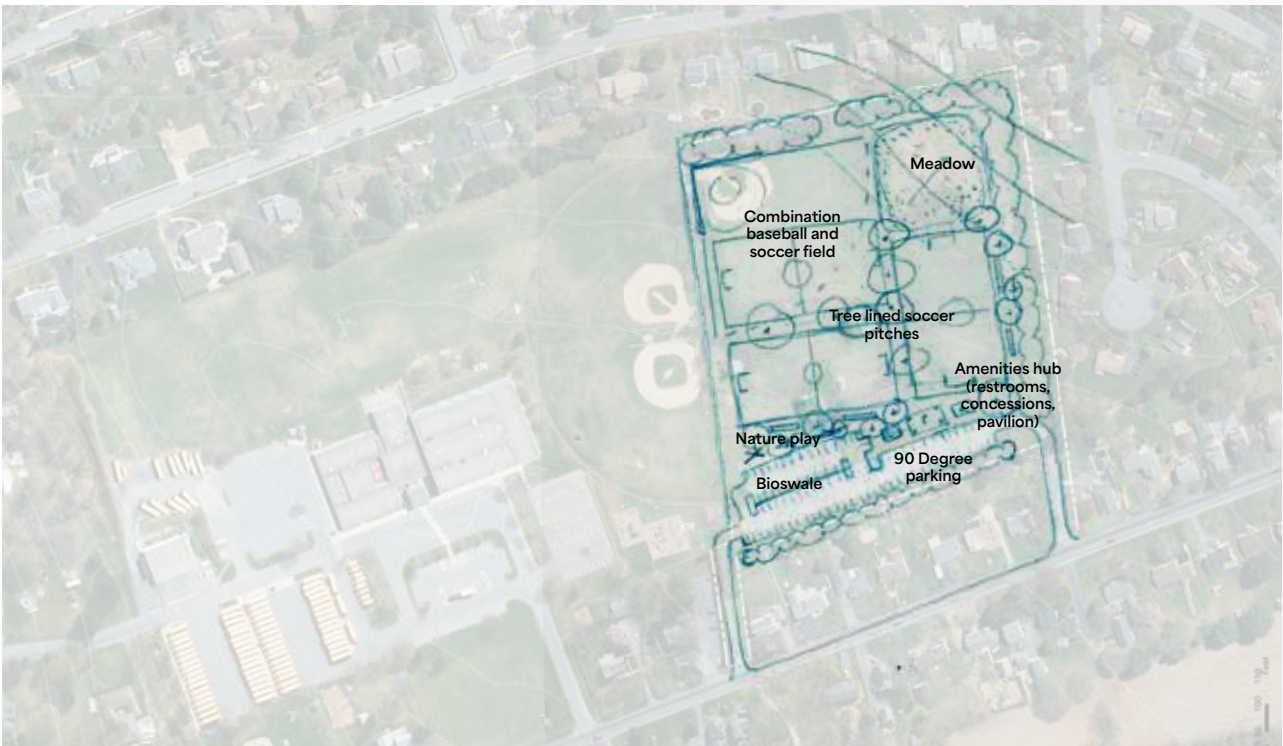 Meadow
Combination
baseball and
soccer field
Tree lined soccer
pitches
Amenities hub
(restrooms,
concessions,
pavilion)
Nature play
90 Degree
parking
Bioswale